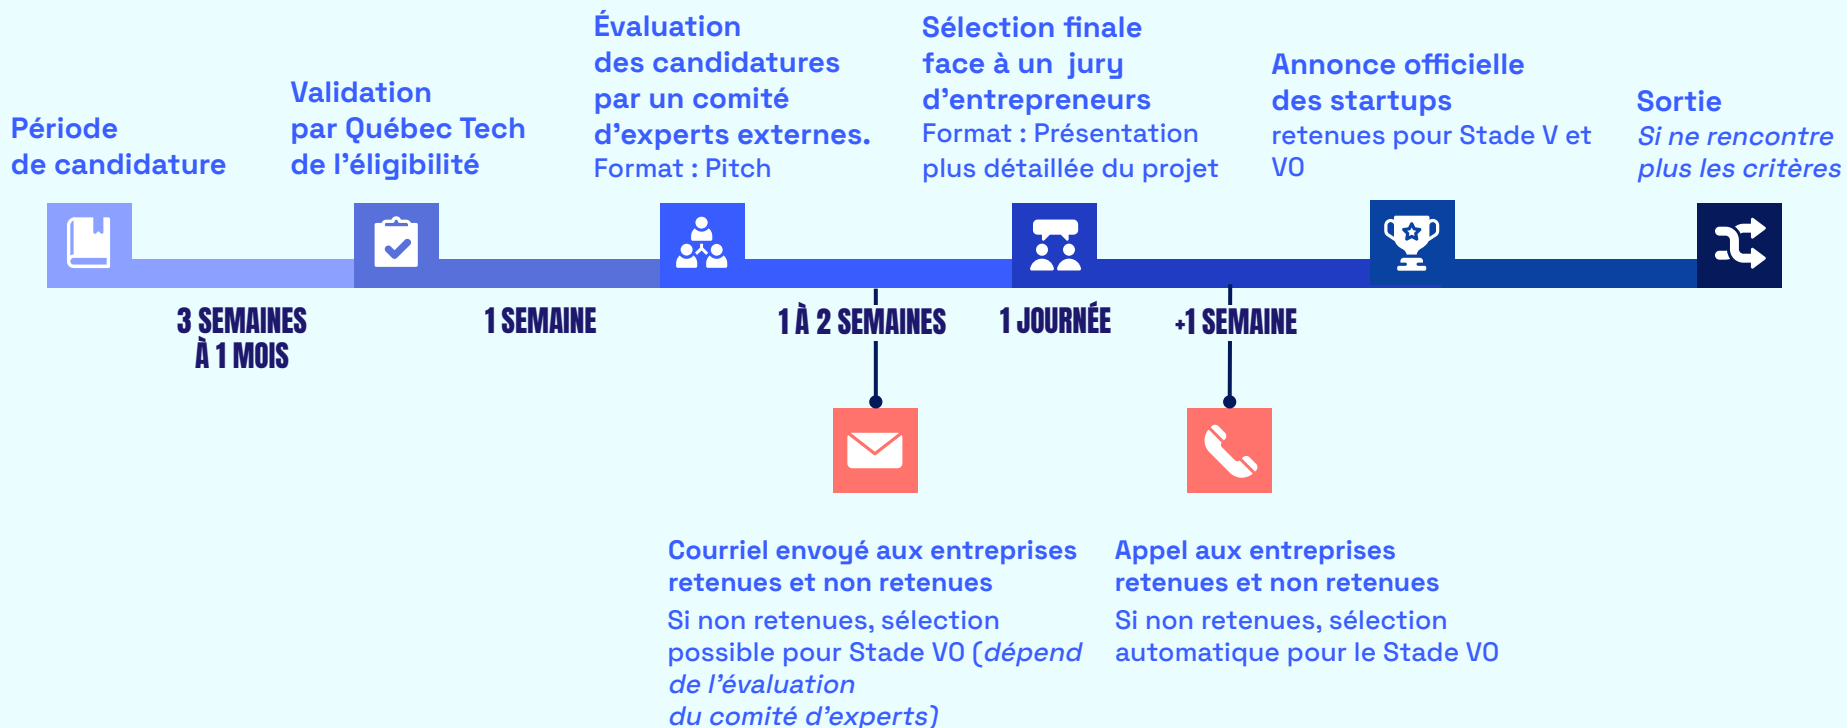 Période
de candidature
Validation
par Québec Tech
de l'éligibilité
Évaluation
des candidatures
par un comité
d'experts externes.
Format : Pitch
Sélection finale
face à un jury
d'entrepreneurs
Format : Présentation
plus détaillée du projet
Annonce officielle
des startups
retenues pour Stade V et
VO
Sortie
Si ne rencontre
plus les critères
3 SEMAINES
À 1 MOIS
1 SEMAINE
1 À 2 SEMAINES
1 JOURNÉE
+1 SEMAINE
Courriel envoyé aux entreprises
retenues et non retenues
Si non retenues, sélection
possible pour Stade VO (dépend
de l'évaluation
du comité d'experts)
Appel aux entreprises
retenues et non retenues
Si non retenues, sélection
automatique pour le Stade VO